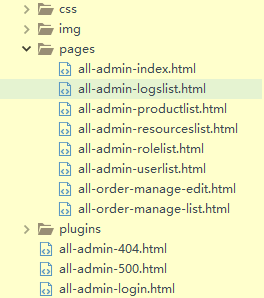 css
img
pages
all-admin-index.html
all-admin-logslist.html
all-admin-productlist.html
all-admin-resourceslist.html
all-admin-rolelist.html
all-admin-userlist.html
all-order-manage-edit.html
all-order-manage-list.html
plugins
all-admin-404.html
all-admin-500.html
all-admin-login.html